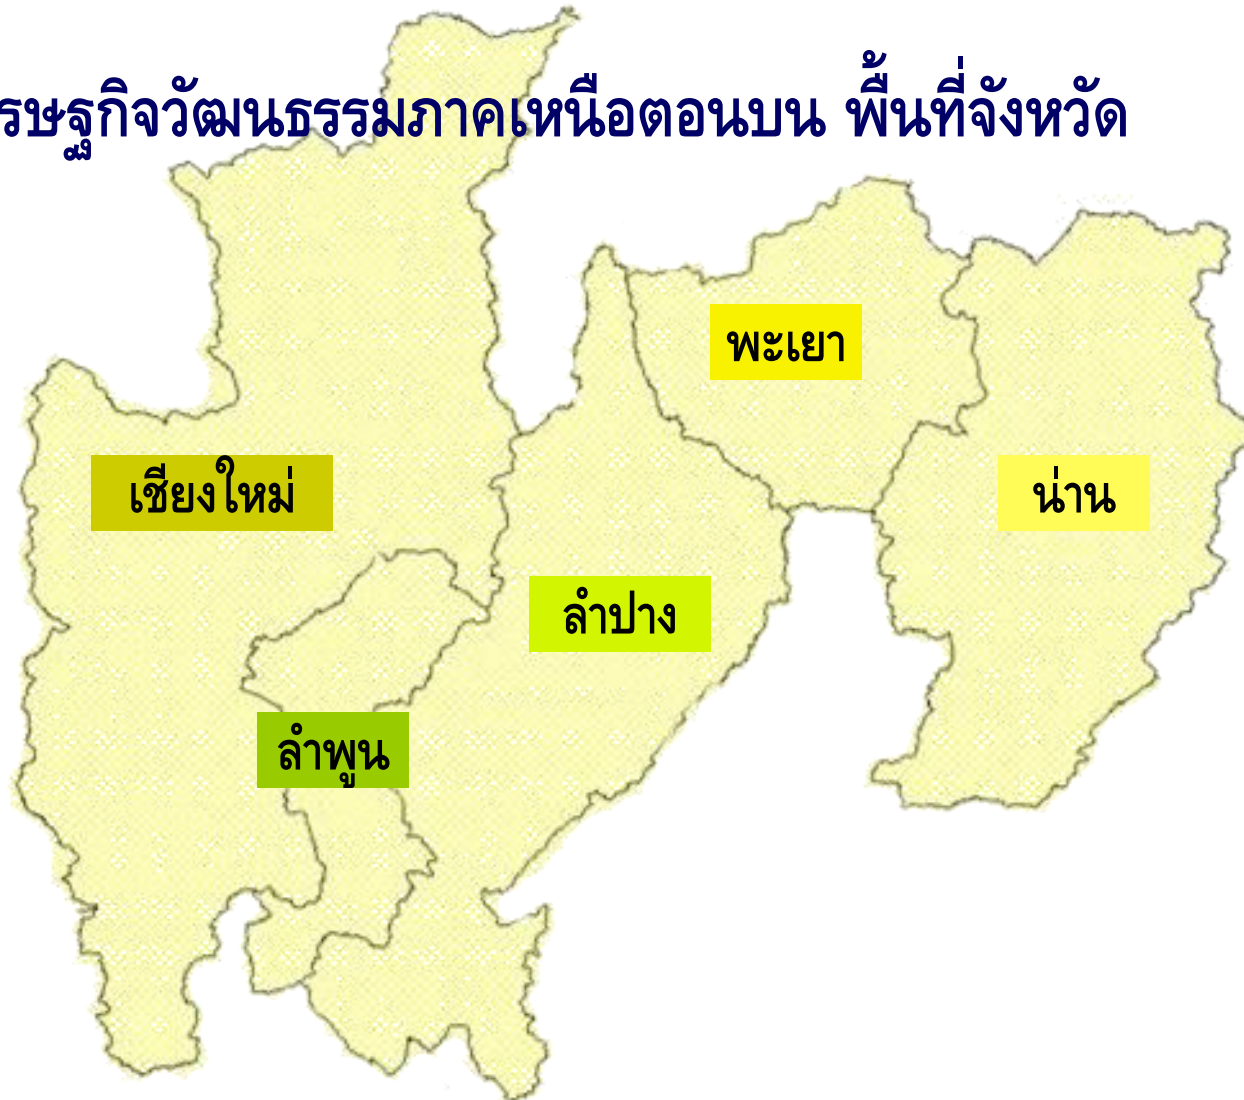 รษฐกิจวัฒนธรรมภาคเหนือตอนบน พื้นที่จังหวัด
พะเยา
เชียงใหม่
น่าน
ลำปาง
ลำพูน